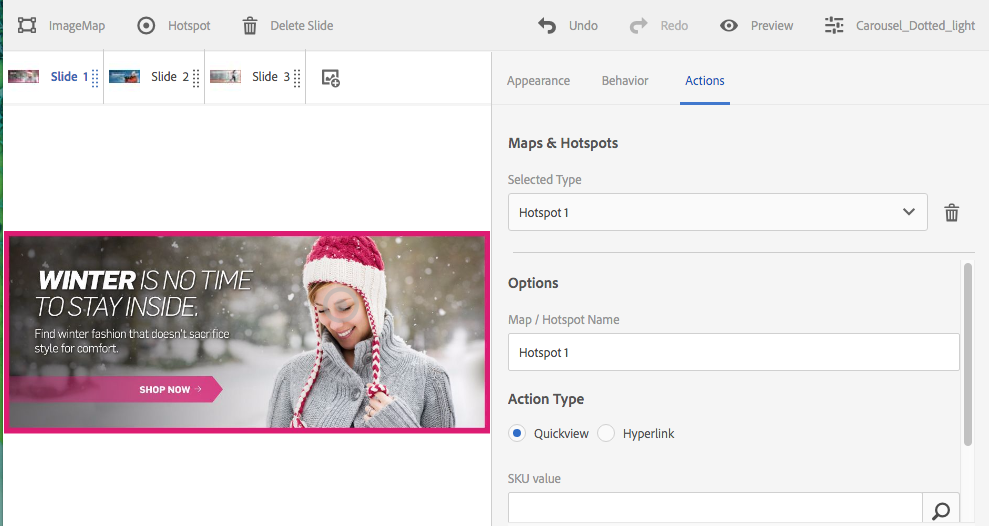 ImageMap
Hotspot
Delete Slide
Undo
Redo
Preview
Carousel_Dotted_light
Slide 1
Slide 2
Slide 3
Appearance
Behavior
Actions
Maps & Hotspots
Selected Type
Hotspot 1
WINTER IS NO TIME
TO STAY INSIDE.
Find winter fashion that doesn't sacrifice
style for comfort.
SHOP NOW →
Options
Map / Hotspot Name
Hotspot 1
Action Type
Quickview
Hyperlink
SKU value